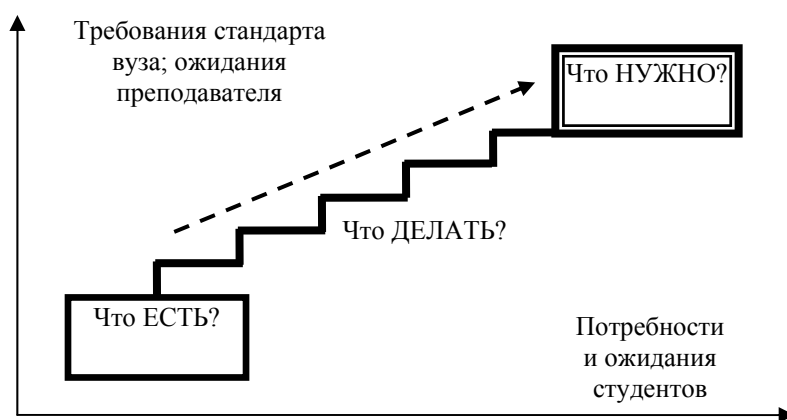 Требования стандарта
вуза; ожидания
преподавателя
Что НУЖНО?
Что ДЕЛАТЬ?
Что ЕСТЬ?
Потребности
и ожидания
студентов